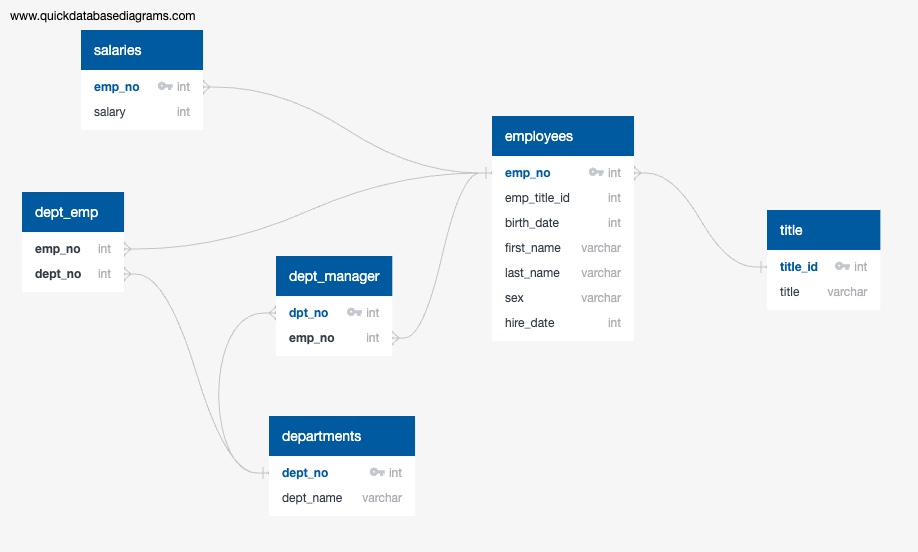 www.quickdatabasediagrams.com
salaries
emp_no int
salary int
employees
emp_no int
emp_title_id int
birth_date int
first_name varchar
last_name varchar
sex varchar
hire_date int
dept_emp
emp_no int
dept_no int
title
title_id int
title varchar
dept_manager
dpt_no int
emp_no int
departments
dept_no int
dept_name varchar